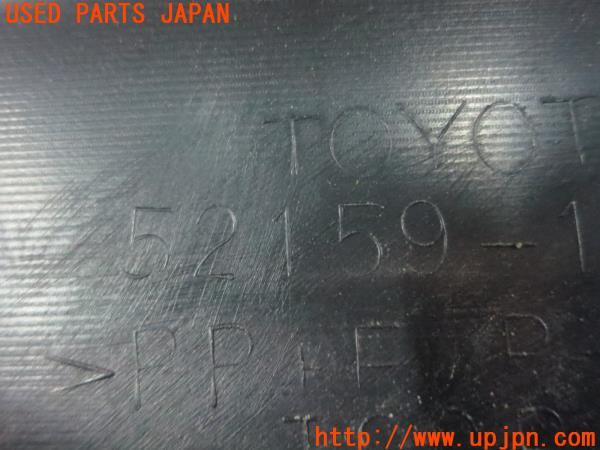 USED PARTS JAPAN
TOYOT
52159-1
>PP+E/P-
http://www.upjpn.com